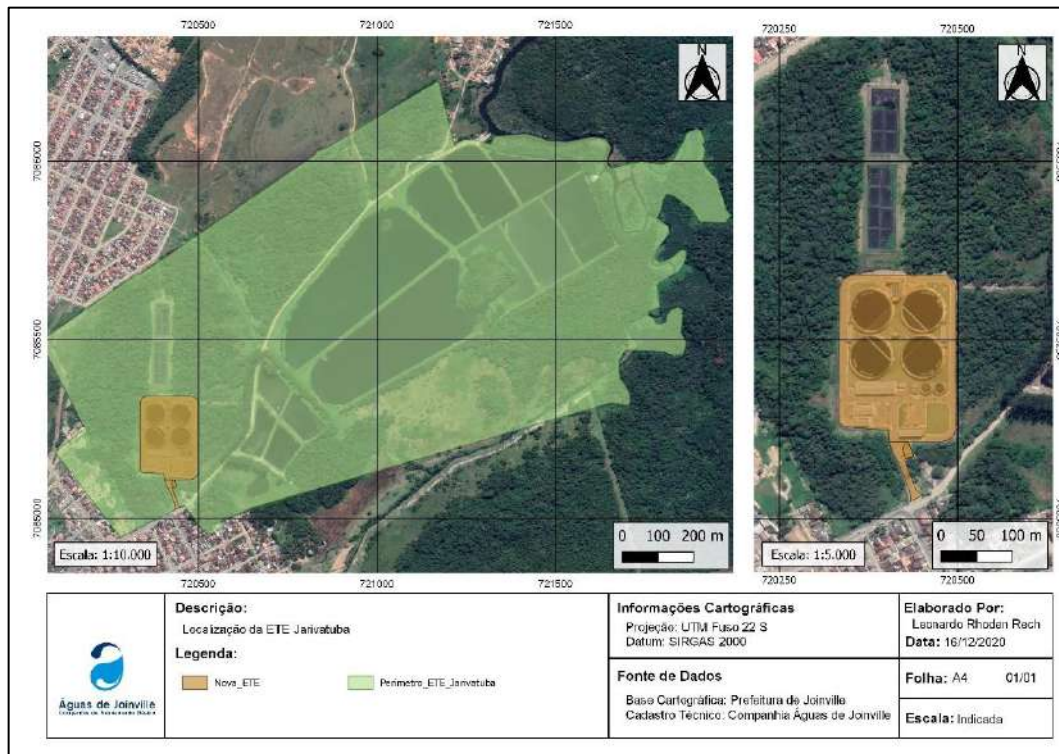 720500 721000 721500
720250 720500
N
N
7086000
7085500
7085000
Escala: 1:10.000
0 100 200 m
Escala: 1:5.000
0 50 100 m
720500 721000 721500
720250 720500
Descrição:
Localização da ETE Jarivatuba
Legenda:
Nova_ETE
Perimetro_ETE_Jarivatuba
Águas de Joinville
Companhia de Saneamento Básico
Informações Cartográficas
Projeção: UTM Fuso 22 S
Datum: SIRGAS 2000
Fonte de Dados
Base Cartográfica: Prefeitura de Joinville
Cadastro Técnico: Companhia Águas de Joinville
Elaborado Por:
Leonardo Rhoden Rech
Data: 16/12/2020
Folha: A4 01/01
Escala: Indicada